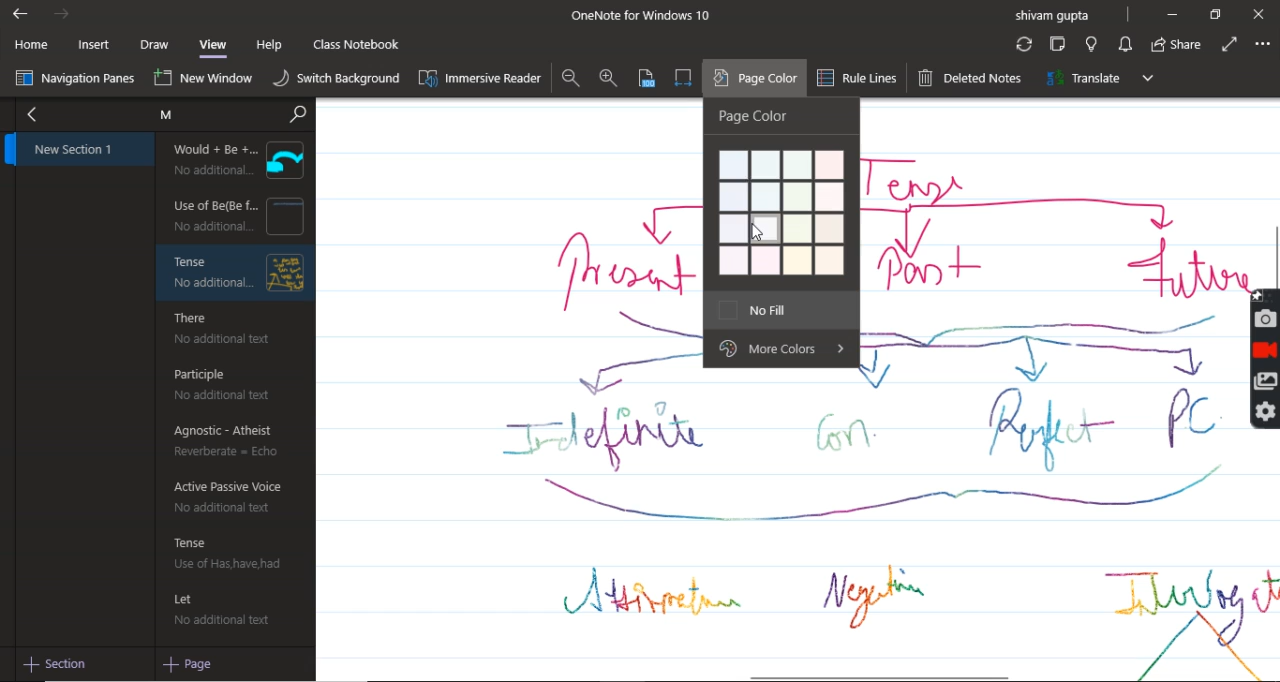 OneNote for Windows 10
shivam gupta
Home Insert Draw View Help Class Notebook
Share
Navigation Panes New Window Switch Background Immersive Reader 100 Page Color Rule Lines Deleted Notes Translate
M
New Section 1
Would + Be +...
No additional...
Use of Be(Be f...
No additional...
Tense
No additional...
There
No additional text
Participle
No additional text
Agnostic - Atheist
Reverberate = Echo
Active Passive Voice
No additional text
Tense
Use of Has,have,had
Let
No additional text
Section
Page
Page Color
No Fill
More Colors
Tense
Present Past Future
Indefinite Con. Perfect PC
Negative